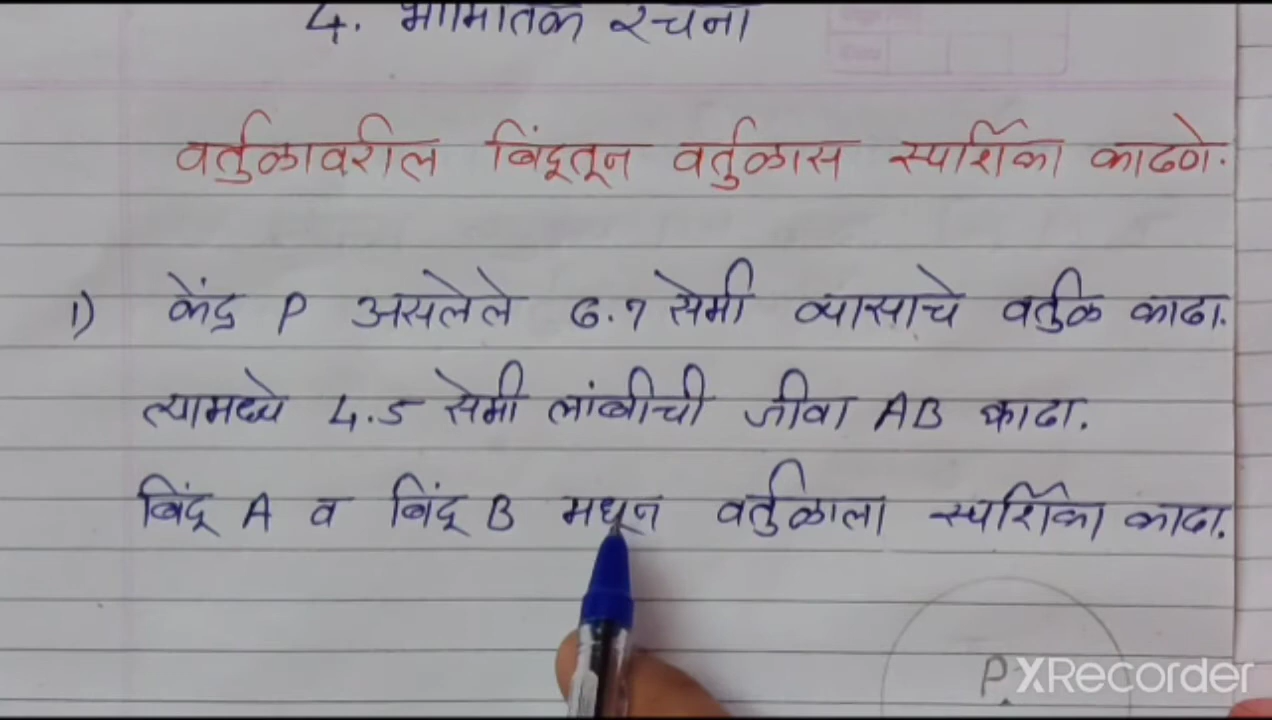 4. भौमितिक रचना
वर्तुळावरील बिंदूतून वर्तुळास स्पर्शिका काढणे.
1) केंद्र P असलेले 6.7 सेमी व्यासाचे वर्तुळ काढा.
त्यामध्ये 4.5 सेमी लांबीची जीवा AB काढा.
बिंदू A व बिंदू B मधून वर्तुळाला स्पर्शिका काढा.
P
XRecorder